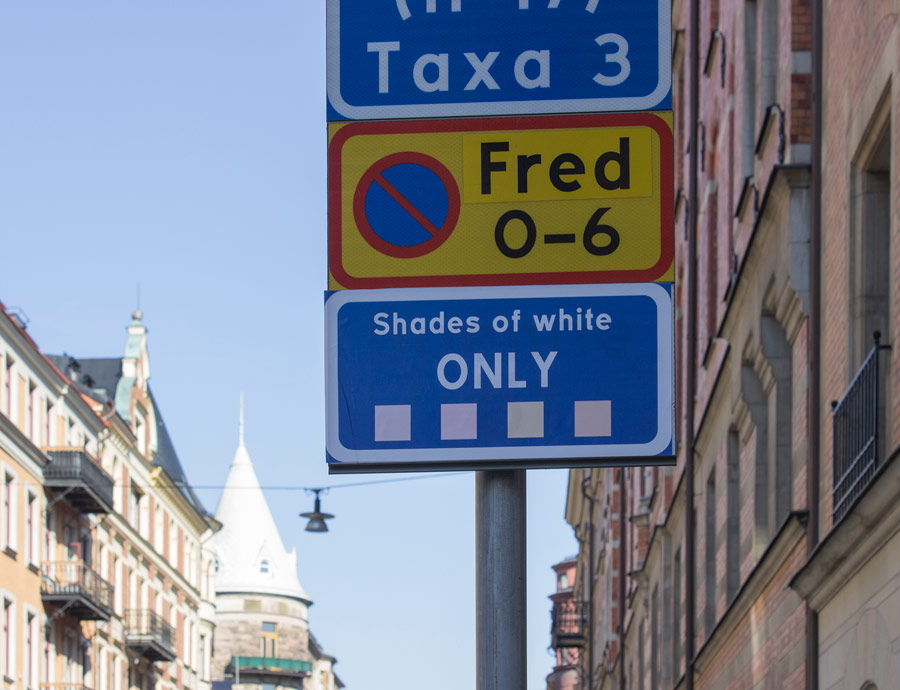 Taxa 3
Fred
0–6
Shades of white
ONLY